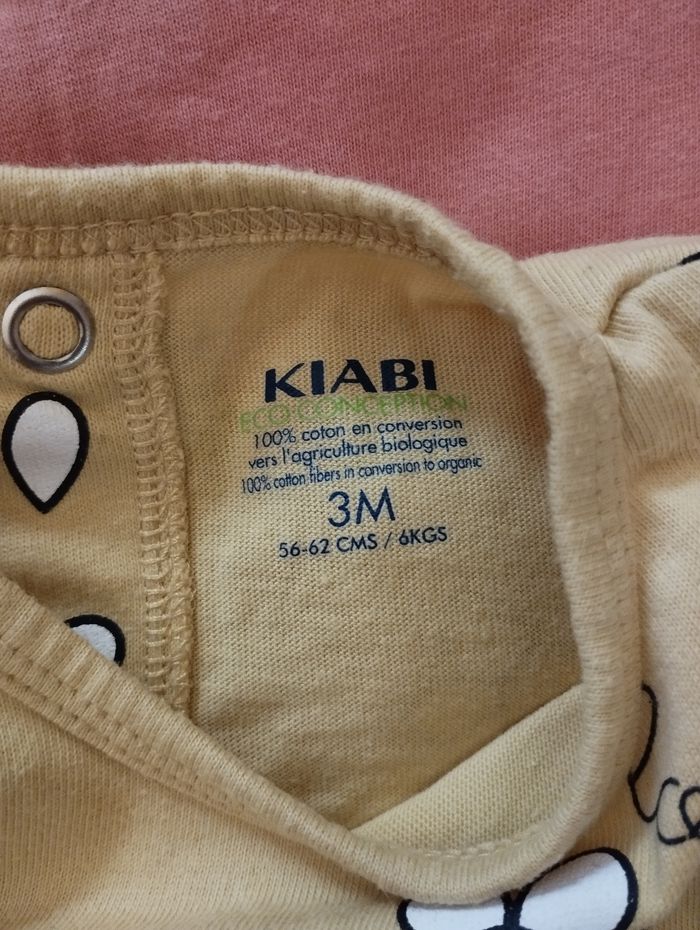 KIABI
ECO CONCEPTION
100% coton en conversion
vers l'agriculture biologique
100% cotton fibers in conversion to organic
3M
56-62 CMS / 6KGS